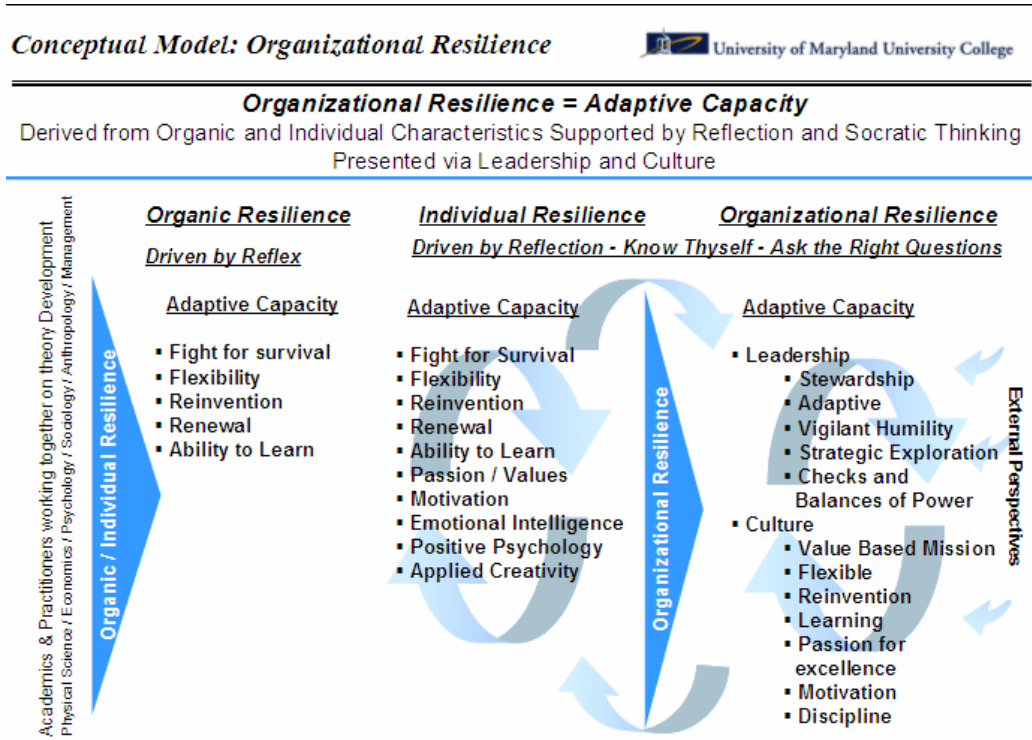 Conceptual Model: Organizational Resilience
University of Maryland University College
Organizational Resilience = Adaptive Capacity
Derived from Organic and Individual Characteristics Supported by Reflection and Socratic Thinking
Presented via Leadership and Culture
Academics & Practitioners working together on theory Development
Physical Science / Economics / Psychology / Sociology / Anthropology / Management
Organic / Individual Resilience
Organic Resilience
Driven by Reflex
Adaptive Capacity
▪ Fight for survival
▪ Flexibility
▪ Reinvention
▪ Renewal
▪ Ability to Learn
Individual Resilience
Organizational Resilience
Driven by Reflection - Know Thyself - Ask the Right Questions
Adaptive Capacity
▪ Fight for Survival
▪ Flexibility
▪ Reinvention
▪ Renewal
▪ Ability to Learn
▪ Passion / Values
▪ Motivation
▪ Emotional Intelligence
▪ Positive Psychology
▪ Applied Creativity
Organizational Resilience
Adaptive Capacity
▪ Leadership
▪ Stewardship
▪ Adaptive
▪ Vigilant Humility
▪ Strategic Exploration
▪ Checks and
Balances of Power
▪ Culture
▪ Value Based Mission
▪ Flexible
▪ Reinvention
▪ Learning
▪ Passion for
excellence
▪ Motivation
▪ Discipline
External Perspectives